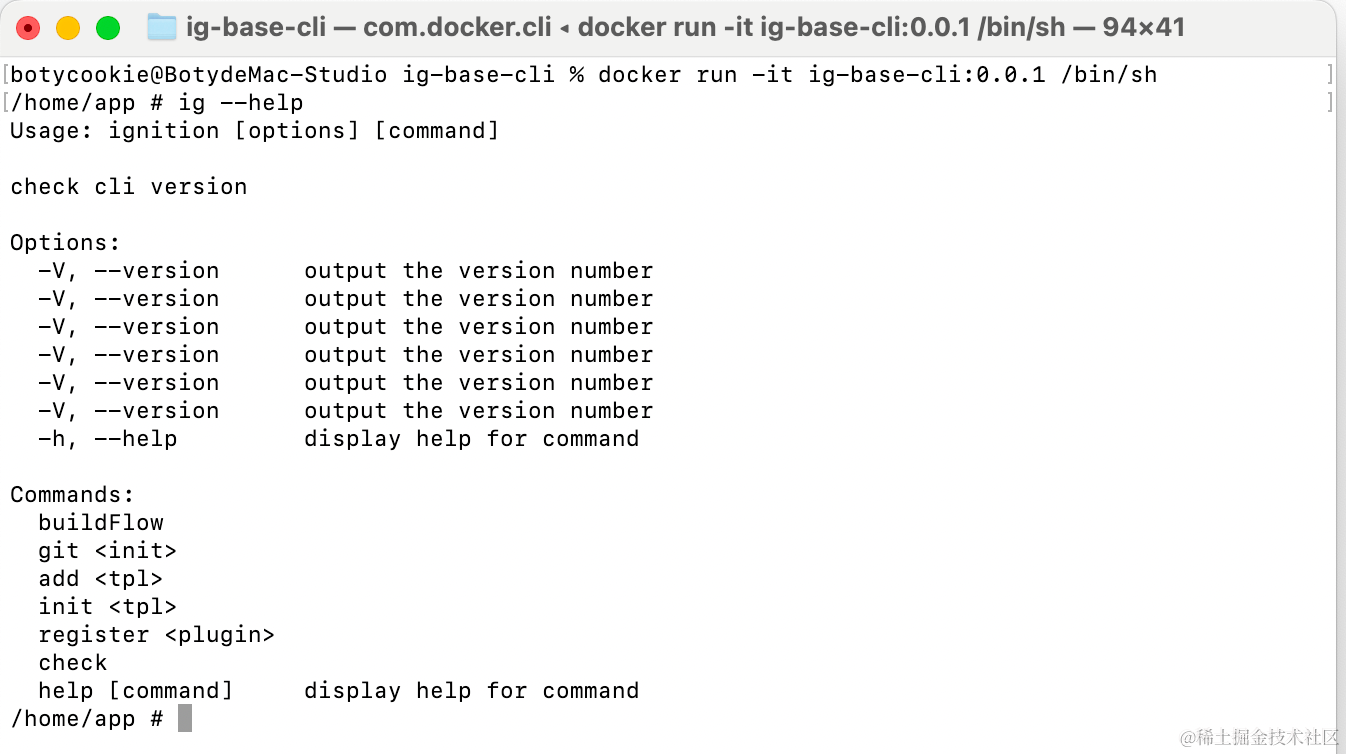 ig-base-cli — com.docker.cli ◂ docker run -it ig-base-cli:0.0.1 /bin/sh — 94×41
[botycookie@BotydeMac-Studio ig-base-cli % docker run -it ig-base-cli:0.0.1 /bin/sh ]
[/home/app # ig --help ]
Usage: ignition [options] [command]
check cli version
Options:
-V, --version output the version number
-V, --version output the version number
-V, --version output the version number
-V, --version output the version number
-V, --version output the version number
-V, --version output the version number
-h, --help display help for command
Commands:
buildFlow
git <init>
add <tpl>
init <tpl>
register <plugin>
check
help [command] display help for command
/home/app #
@稀土掘金技术社区